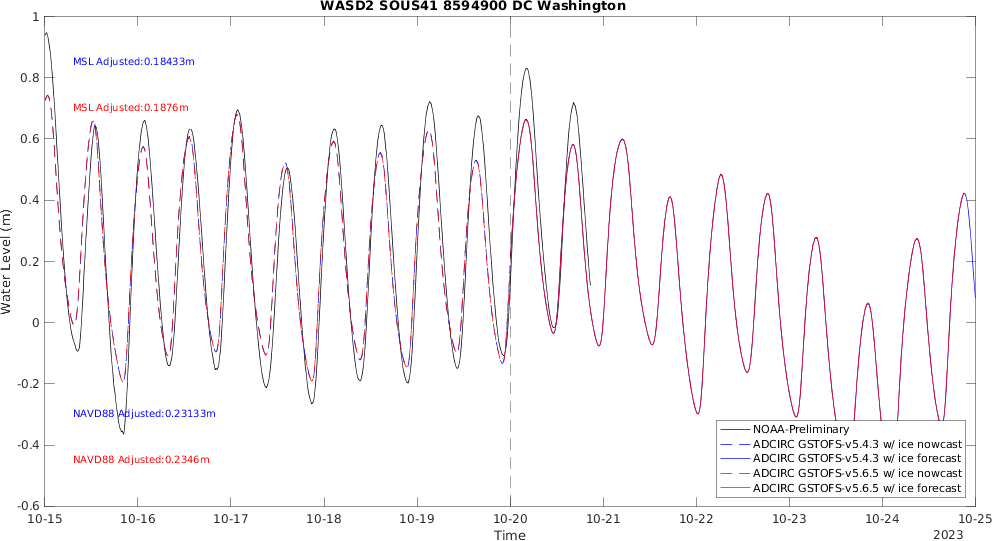 WASD2 SOUS41 8594900 DC Washington
Water Level (m)
1
0.8
0.6
0.4
0.2
0
-0.2
-0.4
-0.6
MSL Adjusted:0.18433m
MSL Adjusted:0.1876m
NAVD88 Adjusted:0.23133m
NAVD88 Adjusted:0.2346m
NOAA-Preliminary
ADCIRC GSTOFS-v5.4.3 w/ ice nowcast
ADCIRC GSTOFS-v5.4.3 w/ ice forecast
ADCIRC GSTOFS-v5.6.5 w/ ice nowcast
ADCIRC GSTOFS-v5.6.5 w/ ice forecast
10-15 10-16 10-17 10-18 10-19 10-20 10-21 10-22 10-23 10-24 10-25
Time
2023